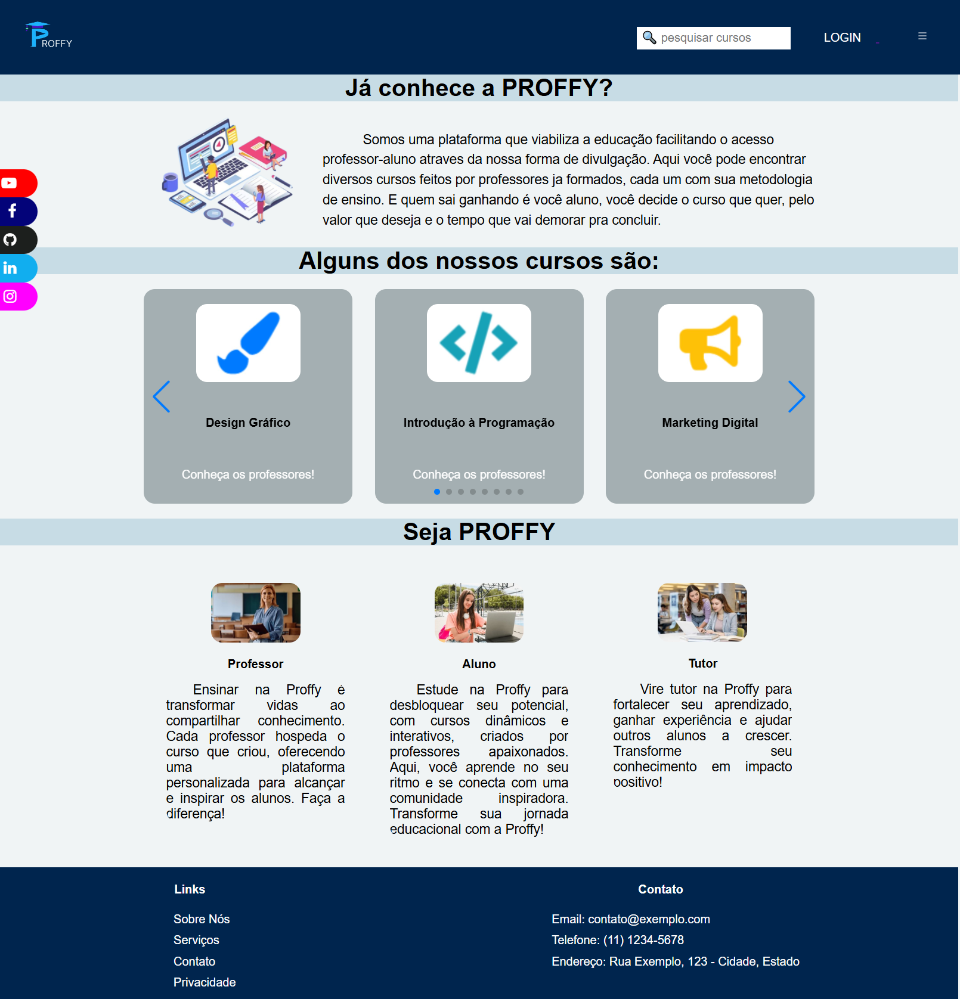 PROFFY
pesquisar cursos
LOGIN
Já conhece a PROFFY?
Somos uma plataforma que viabiliza a educação facilitando o acesso
professor-aluno atraves da nossa forma de divulgação. Aqui você pode encontrar
diversos cursos feitos por professores ja formados, cada um com sua metodologia
de ensino. E quem sai ganhando é você aluno, você decide o curso que quer, pelo
valor que deseja e o tempo que vai demorar pra concluir.
Alguns dos nossos cursos são:
Design Gráfico
Conheça os professores!
Introdução à Programação
Conheça os professores!
Marketing Digital
Conheça os professores!
Seja PROFFY
Professor
Ensinar na Proffy é
transformar vidas ao
compartilhar conhecimento.
Cada professor hospeda o
curso que criou, oferecendo
uma plataforma
personalizada para alcançar
e inspirar os alunos. Faça a
diferença!
Aluno
Estude na Proffy para
desbloquear seu potencial,
com cursos dinâmicos e
interativos, criados por
professores apaixonados.
Aqui, você aprende no seu
ritmo e se conecta com uma
comunidade inspiradora.
Transforme sua jornada
educacional com a Proffy!
Tutor
Vire tutor na Proffy para
fortalecer seu aprendizado,
ganhar experiência e ajudar
outros alunos a crescer.
Transforme seu
conhecimento em impacto
positivo!
Links
Sobre Nós
Serviços
Contato
Privacidade
Contato
Email: contato@exemplo.com
Telefone: (11) 1234-5678
Endereço: Rua Exemplo, 123 - Cidade, Estado